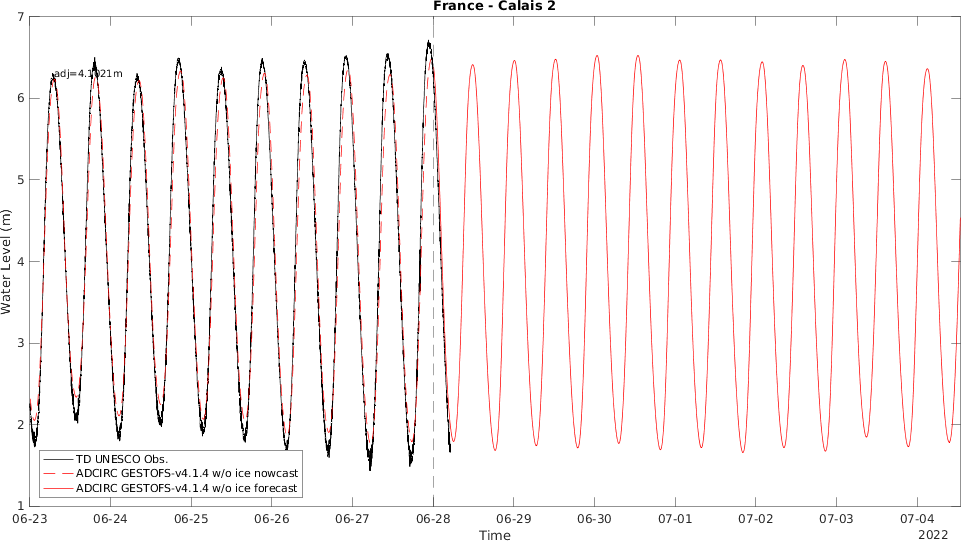 France - Calais 2
Water Level (m)
7
6
5
4
3
2
1
adj=4.1021m
TD UNESCO Obs.
ADCIRC GESTOFS-v4.1.4 w/o ice nowcast
ADCIRC GESTOFS-v4.1.4 w/o ice forecast
06-23 06-24 06-25 06-26 06-27 06-28 06-29 06-30 07-01 07-02 07-03 07-04
Time
2022